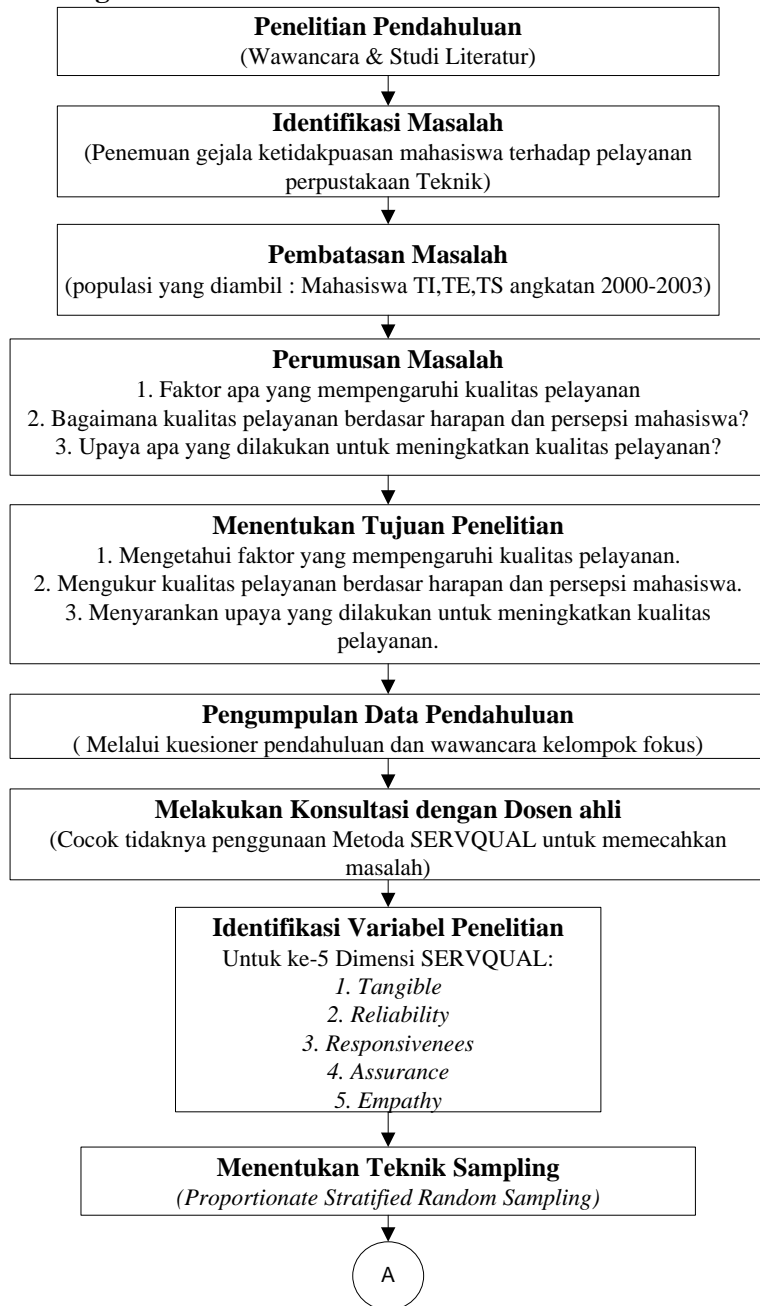 Penelitian Pendahuluan
(Wawancara & Studi Literatur)
Identifikasi Masalah
(Penemuan gejala ketidakpuasan mahasiswa terhadap pelayanan
perpustakaan Teknik)
Pembatasan Masalah
(populasi yang diambil : Mahasiswa TI,TE,TS angkatan 2000-2003)
Perumusan Masalah
1. Faktor apa yang mempengaruhi kualitas pelayanan
2. Bagaimana kualitas pelayanan berdasar harapan dan persepsi mahasiswa?
3. Upaya apa yang dilakukan untuk meningkatkan kualitas pelayanan?
Menentukan Tujuan Penelitian
1. Mengetahui faktor yang mempengaruhi kualitas pelayanan.
2. Mengukur kualitas pelayanan berdasar harapan dan persepsi mahasiswa.
3. Menyarankan upaya yang dilakukan untuk meningkatkan kualitas
pelayanan.
Pengumpulan Data Pendahuluan
( Melalui kuesioner pendahuluan dan wawancara kelompok fokus)
Melakukan Konsultasi dengan Dosen ahli
(Cocok tidaknya penggunaan Metoda SERVQUAL untuk memecahkan
masalah)
Identifikasi Variabel Penelitian
Untuk ke-5 Dimensi SERVQUAL:
1. Tangible
2. Reliability
3. Responsivenees
4. Assurance
5. Empathy
Menentukan Teknik Sampling
(Proportionate Stratified Random Sampling)
A